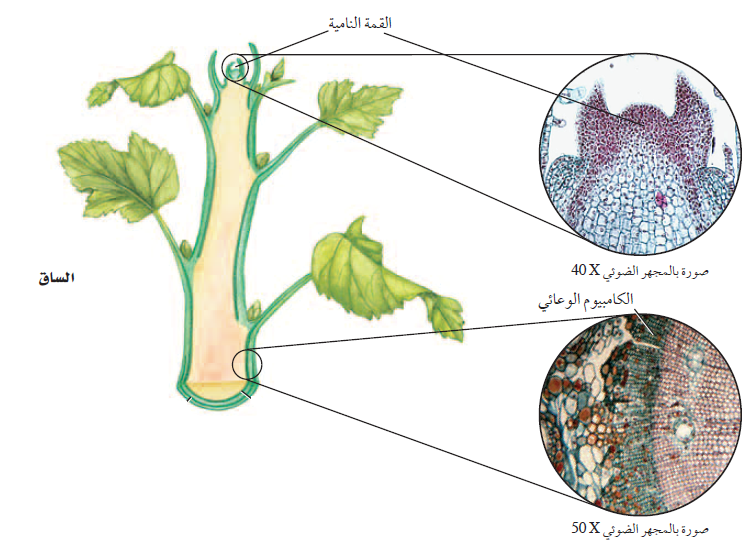 القمة النامية
صورة بالمجهر الضوئي 40 X
الساق
الكامبيوم الوعائي
صورة بالمجهر الضوئي 50 X